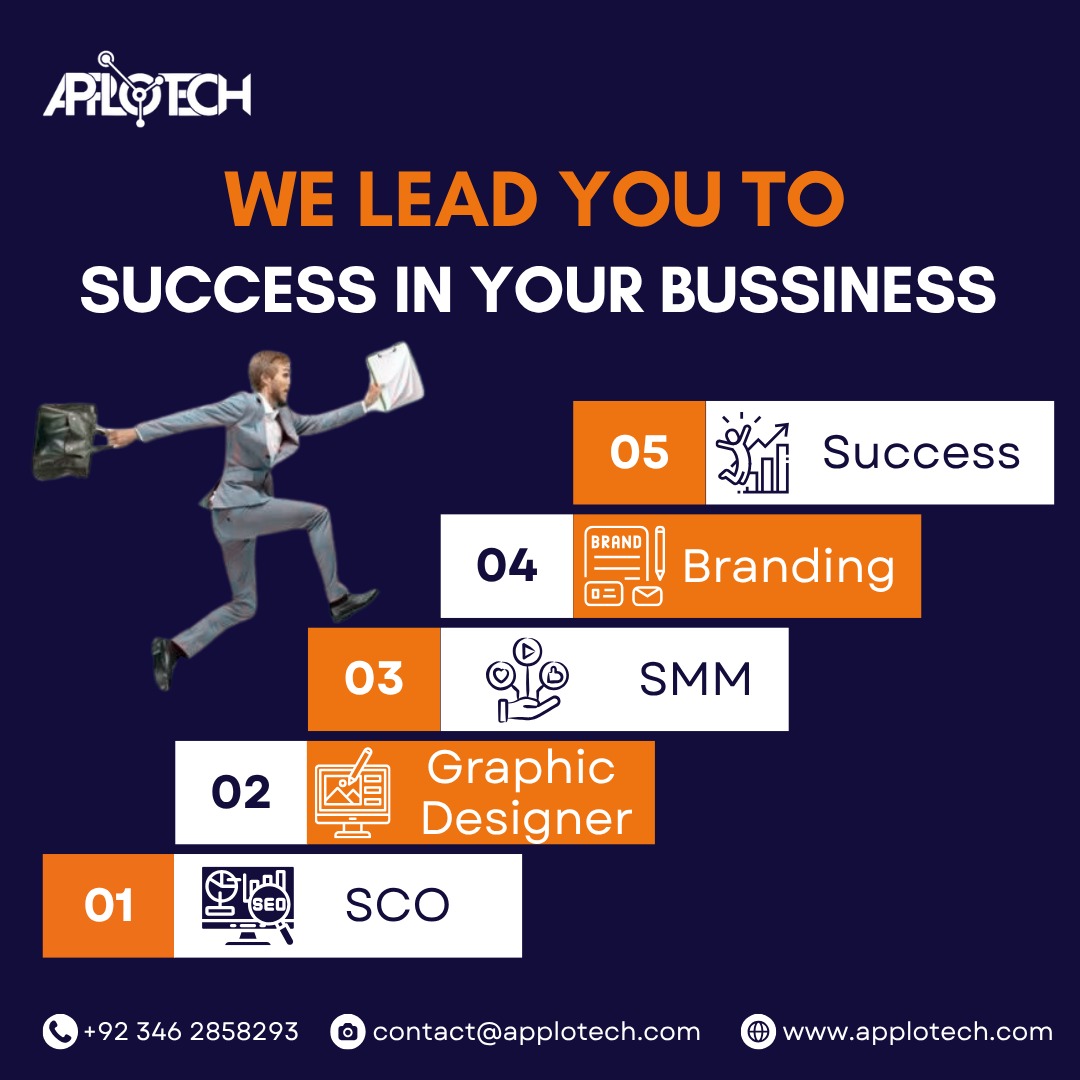 APPLOTECH
WE LEAD YOU TO
SUCCESS IN YOUR BUSSINESS
05 Success
04 BRAND Branding
03 SMM
02 Graphic
Designer
01 SEO SCO
+92 346 2858293 contact@applotech.com www.applotech.com